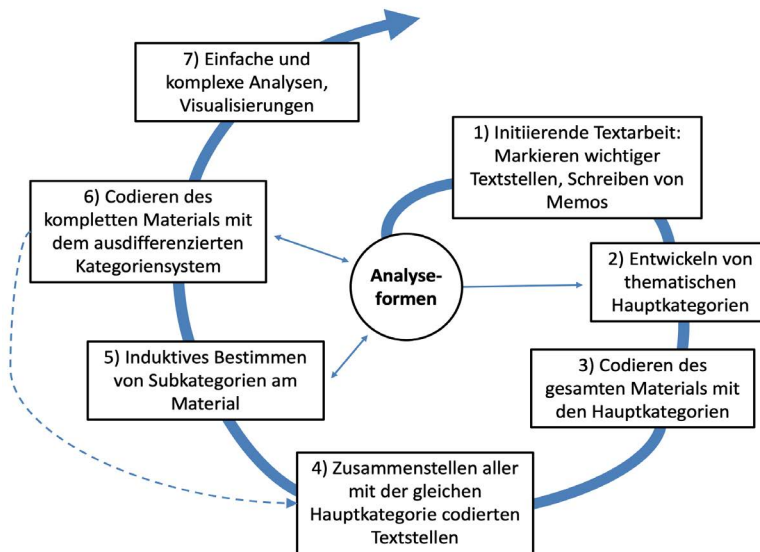 7) Einfache und
komplexe Analysen,
Visualisierungen
1) Initiierende Textarbeit:
Markieren wichtiger
Textstellen, Schreiben von
Memos
6) Codieren des
kompletten Materials mit
dem ausdifferenzierten
Kategoriensystem
Analyse-
formen
2) Entwickeln von
thematischen
Hauptkategorien
5) Induktives Bestimmen
von Subkategorien am
Material
3) Codieren des
gesamten Materials mit
den Hauptkategorien
4) Zusammenstellen aller
mit der gleichen
Hauptkategorie codierten
Textstellen